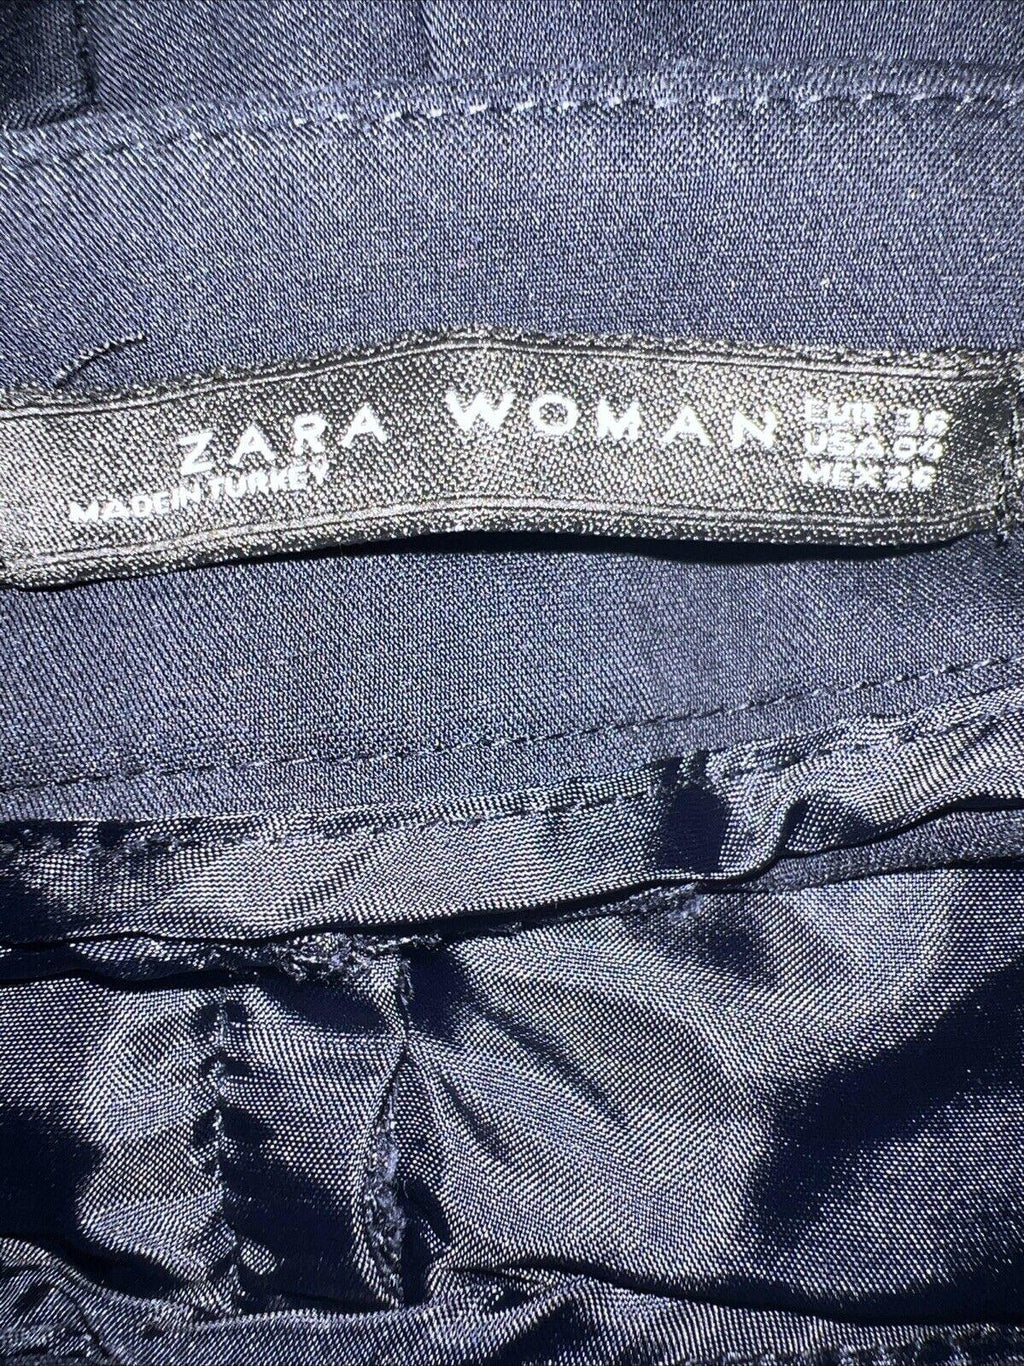 ZARA WOMAN
MADE IN TURKEY
EUR 36
USA 04
MEX 26